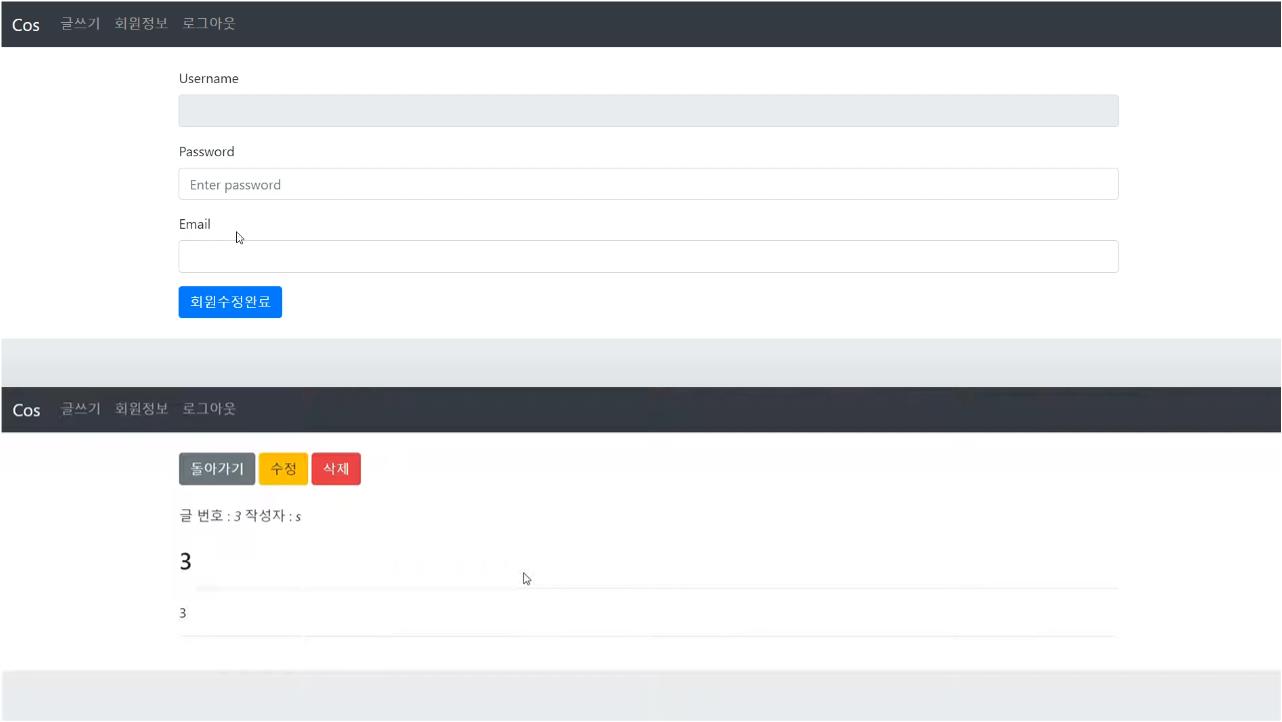 Cos 글쓰기 회원정보 로그아웃
Username
Password
Enter password
Email
회원수정완료
Cos 글쓰기 회원정보 로그아웃
돌아가기 수정 삭제
글 번호 : 3 작성자 : s
3
3